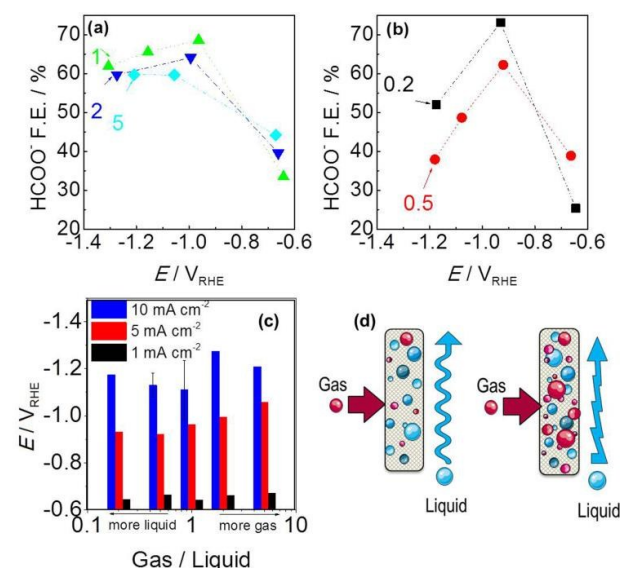 (a)
HCOO⁻ F.E. / %
80
70
60
50
40
30
20
1
2
5
-1.4 -1.2 -1.0 -0.8 -0.6
E / V_RHE
(b)
HCOO⁻ F.E. / %
80
70
60
50
40
30
20
0.2
0.5
-1.4 -1.2 -1.0 -0.8 -0.6
E / V_RHE
(c)
10 mA cm⁻²
5 mA cm⁻²
1 mA cm⁻²
E / V_RHE
-1.4
-1.2
-1.0
-0.8
-0.6
more liquid more gas
0.1 1 10
Gas / Liquid
(d)
Gas
Liquid
Gas
Liquid